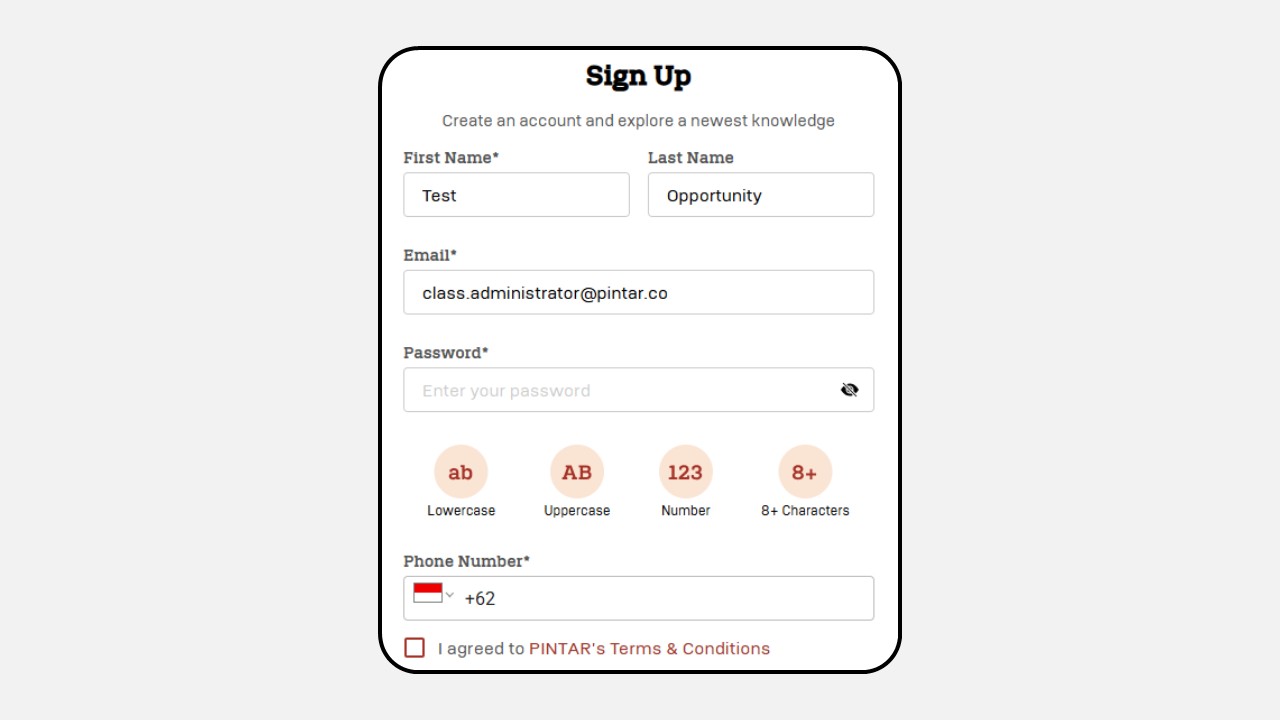 Sign Up
Create an account and explore a newest knowledge
First Name* Last Name
Test Opportunity
Email*
class.administrator@pintar.co
Password*
Enter your password
ab AB 123 8+
Lowercase Uppercase Number 8+ Characters
Phone Number*
+62
I agreed to PINTAR's Terms & Conditions